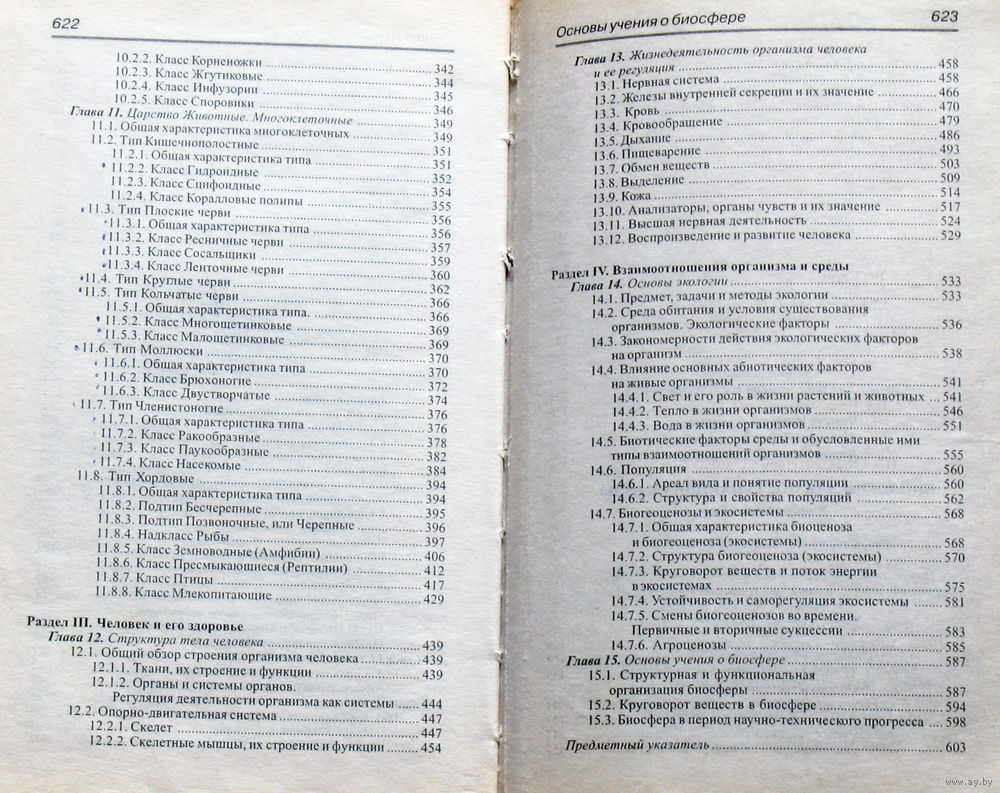 622
10.2.2. Класс Корненожки 342
10.2.3. Класс Жгутиковые 344
10.2.4. Класс Инфузории 345
10.2.5. Класс Споровики 346
Глава 11. Царство Животные. Многоклеточные 349
11.1. Общая характеристика многоклеточных 349
11.2. Тип Кишечнополостные 351
11.2.1. Общая характеристика типа 351
11.2.2. Класс Гидроидные 352
11.2.3. Класс Сцифоидные 354
11.2.4. Класс Коралловые полипы 355
11.3. Тип Плоские черви 356
11.3.1. Общая характеристика типа 356
11.3.2. Класс Ресничные черви 357
11.3.3. Класс Сосальщики 359
11.3.4. Класс Ленточные черви 360
11.4. Тип Круглые черви 362
11.5. Тип Кольчатые черви 366
11.5.1. Общая характеристика типа. 366
11.5.2. Класс Многощетинковые 369
11.5.3. Класс Малощетинковые 369
11.6. Тип Моллюски 370
11.6.1. Общая характеристика типа 370
11.6.2. Класс Брюхоногие 372
11.6.3. Класс Двустворчатые 374
11.7. Тип Членистоногие 376
11.7.1. Общая характеристика типа 376
11.7.2. Класс Ракообразные 378
11.7.3. Класс Паукообразные 382
11.7.4. Класс Насекомые 384
11.8. Тип Хордовые 394
11.8.1. Общая характеристика типа 394
11.8.2. Подтип Бесчерепные 395
11.8.3. Подтип Позвоночные, или Черепные 396
11.8.4. Надкласс Рыбы 397
11.8.5. Класс Земноводные (Амфибии) 406
11.8.6. Класс Пресмыкающиеся (Рептилии) 412
11.8.7. Класс Птицы 417
11.8.8. Класс Млекопитающие 429
Раздел III. Человек и его здоровье
Глава 12. Структура тела человека 439
12.1. Общий обзор строения организма человека 439
12.1.1. Ткани, их строение и функции 439
12.1.2. Органы и системы органов.
Регуляция деятельности организма как системы 444
12.2. Опорно-двигательная система 447
12.2.1. Скелет 447
12.2.2. Скелетные мышцы, их строение и функции 454
Основы учения о биосфере 623
Глава 13. Жизнедеятельность организма человека
и ее регуляция 458
13.1. Нервная система 458
13.2. Железы внутренней секреции и их значение 466
13.3. Кровь 470
13.4. Кровообращение 479
13.5. Дыхание 486
13.6. Пищеварение 493
13.7. Обмен веществ 503
13.8. Выделение 509
13.9. Кожа 514
13.10. Анализаторы, органы чувств и их значение 517
13.11. Высшая нервная деятельность 524
13.12. Воспроизведение и развитие человека 529
Раздел IV. Взаимоотношения организма и среды
Глава 14. Основы экологии 533
14.1. Предмет, задачи и методы экологии 533
14.2. Среда обитания и условия существования
организмов. Экологические факторы 536
14.3. Закономерности действия экологических факторов
на организм 538
14.4. Влияние основных абиотических факторов
на живые организмы 541
14.4.1. Свет и его роль в жизни растений и животных 541
14.4.2. Тепло в жизни организмов 546
14.4.3. Вода в жизни организмов 551
14.5. Биотические факторы среды и обусловленные ими
типы взаимоотношений организмов 555
14.6. Популяция 560
14.6.1. Ареал вида и понятие популяции 560
14.6.2. Структура и свойства популяций 562
14.7. Биогеоценозы и экосистемы 568
14.7.1. Общая характеристика биоценоза
и биогеоценоза (экосистемы) 568
14.7.2. Структура биогеоценоза (экосистемы) 570
14.7.3. Круговорот веществ и поток энергии
в экосистемах 575
14.7.4. Устойчивость и саморегуляция экосистемы 581
14.7.5. Смены биогеоценозов во времени.
Первичные и вторичные сукцессии 583
14.7.6. Агроценозы 585
Глава 15. Основы учения о биосфере 587
15.1. Структурная и функциональная
организация биосферы 587
15.2. Круговорот веществ в биосфере 594
15.3. Биосфера в период научно-технического прогресса 598
Предметный указатель 603
www.ay.by